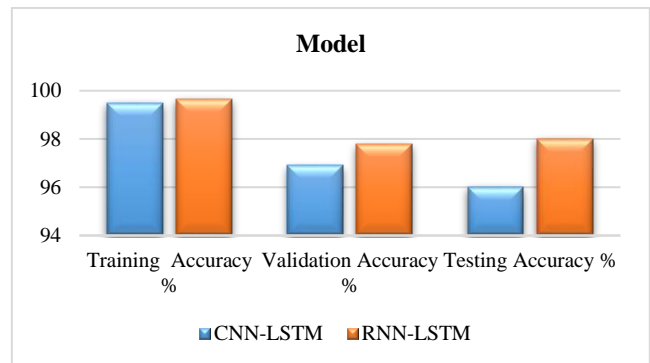 Model
100
98
96
94
Training Accuracy %
Validation Accuracy %
Testing Accuracy %
CNN-LSTM
RNN-LSTM